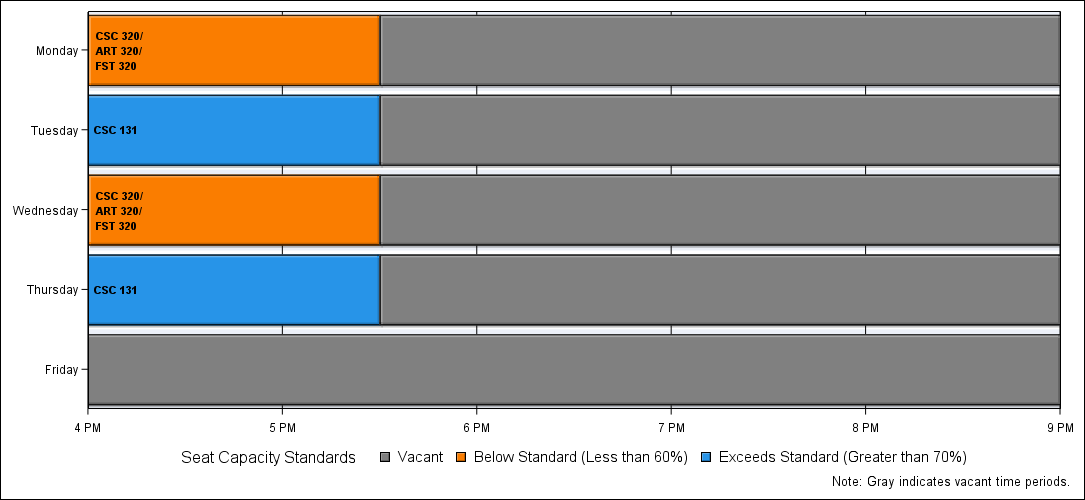 Monday
CSC 320/
ART 320/
FST 320
Tuesday
CSC 131
Wednesday
CSC 320/
ART 320/
FST 320
Thursday
CSC 131
Friday
4 PM 5 PM 6 PM 7 PM 8 PM 9 PM
Seat Capacity Standards Vacant Below Standard (Less than 60%) Exceeds Standard (Greater than 70%)
Note: Gray indicates vacant time periods.